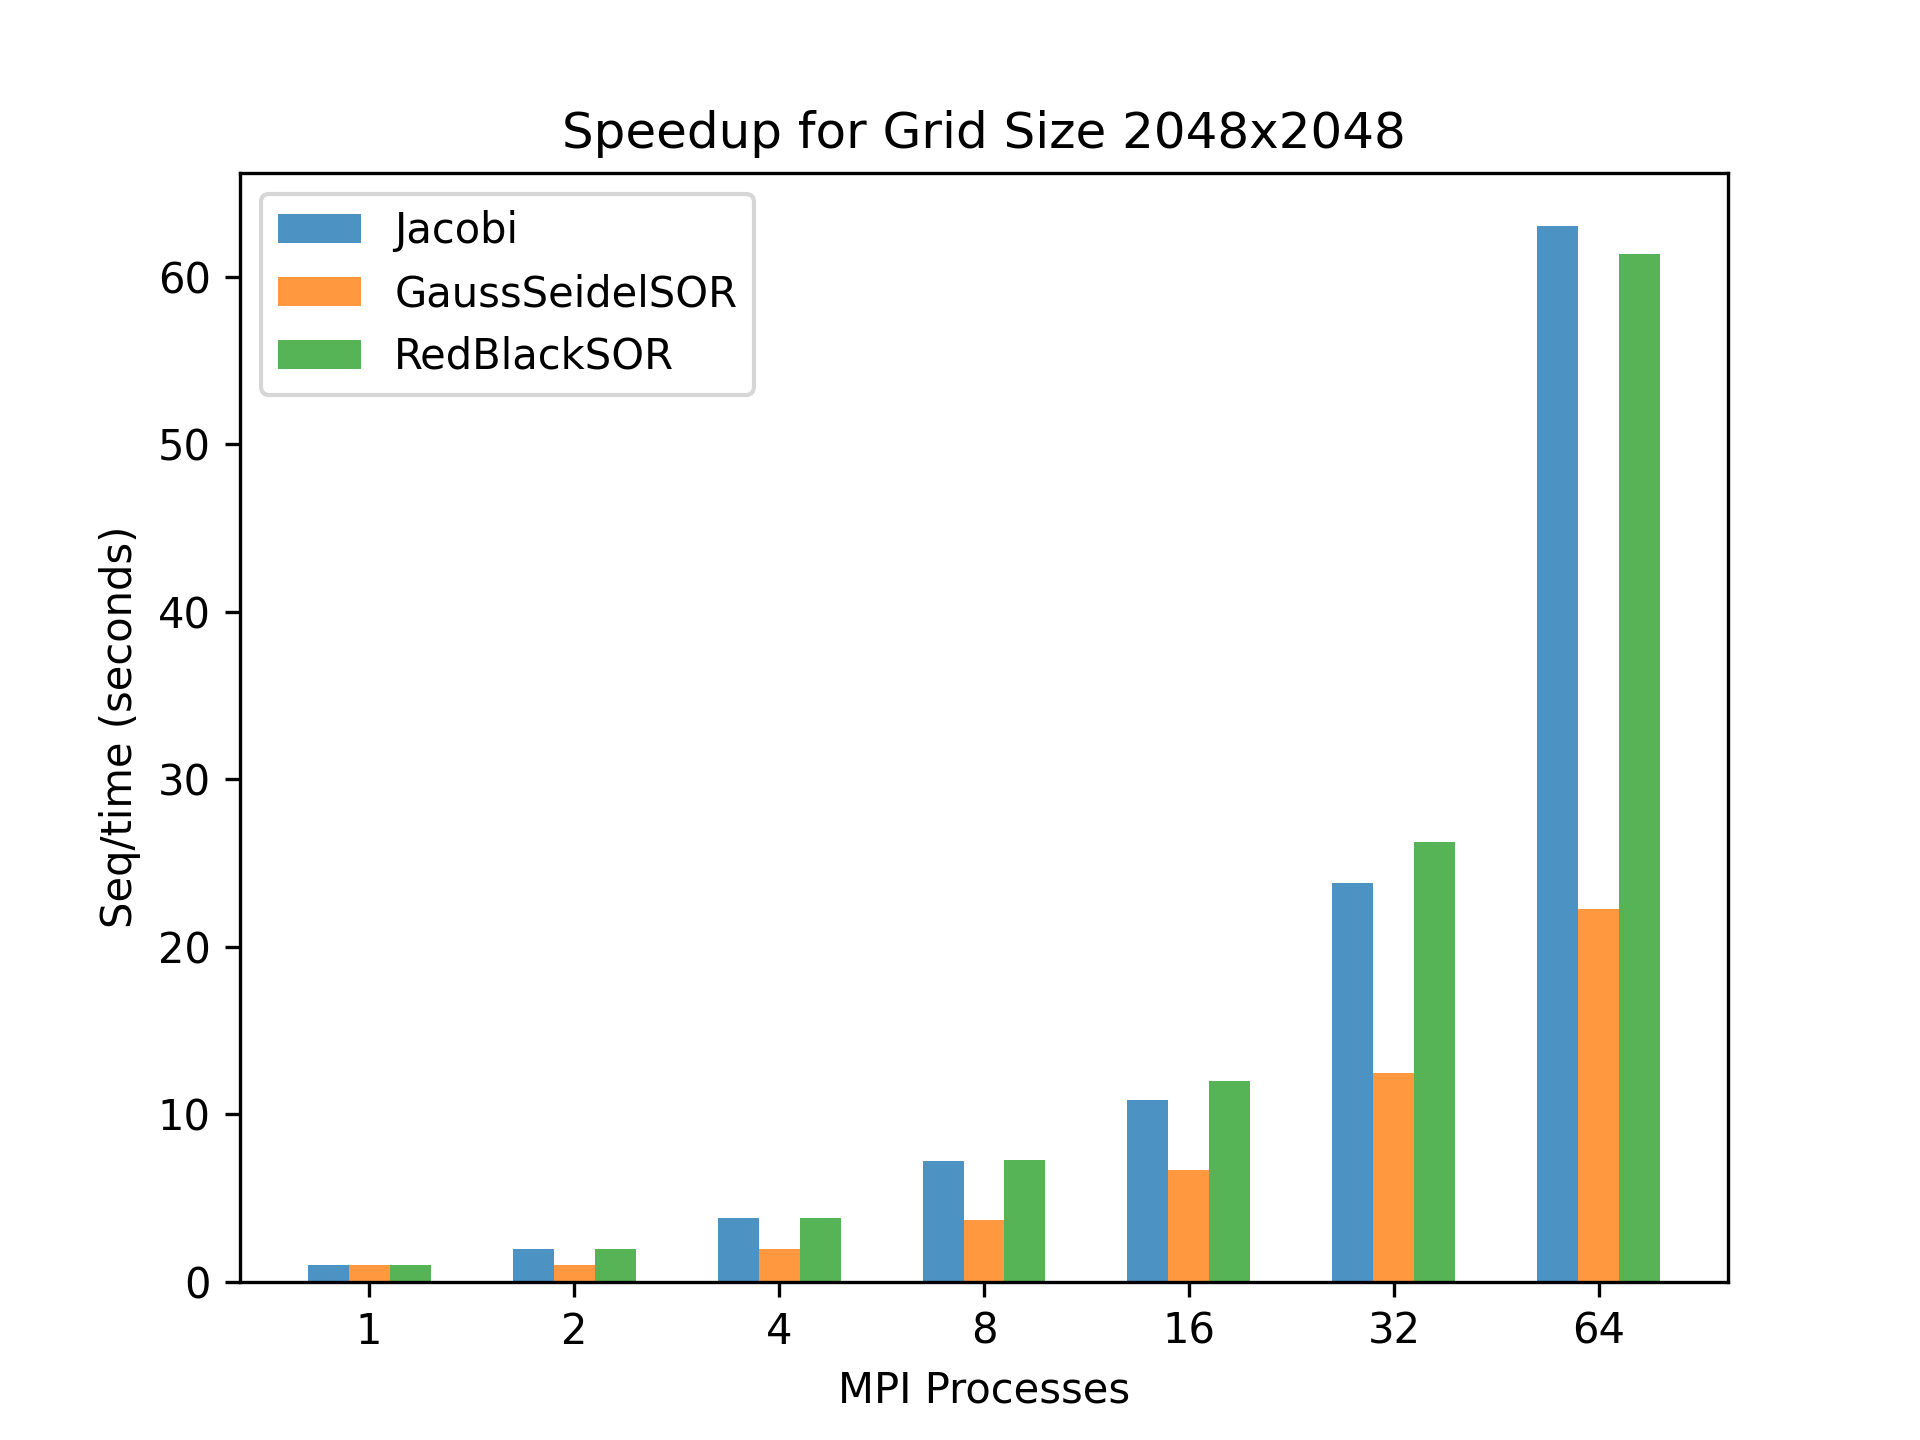 Speedup for Grid Size 2048x2048
Jacobi
GaussSeidelSOR
RedBlackSOR
60
50
40
30
20
10
0
Seq/time (seconds)
1 2 4 8 16 32 64
MPI Processes